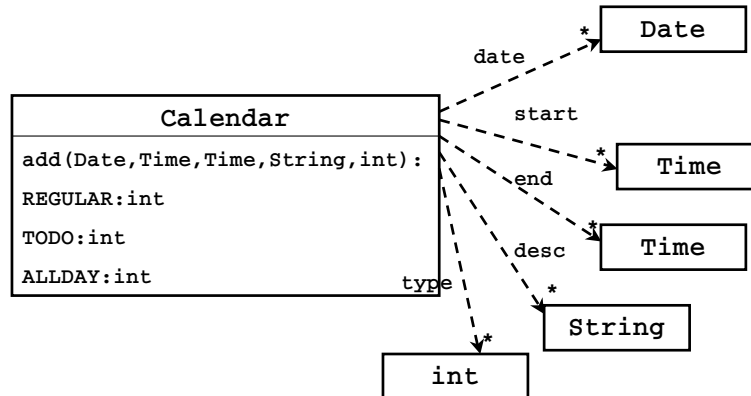 Date
*
date
Calendar
start
add(Date,Time,Time,String,int):
*
Time
end
REGULAR:int
*
Time
TODO:int
desc
ALLDAY:int
type
*
String
*
int